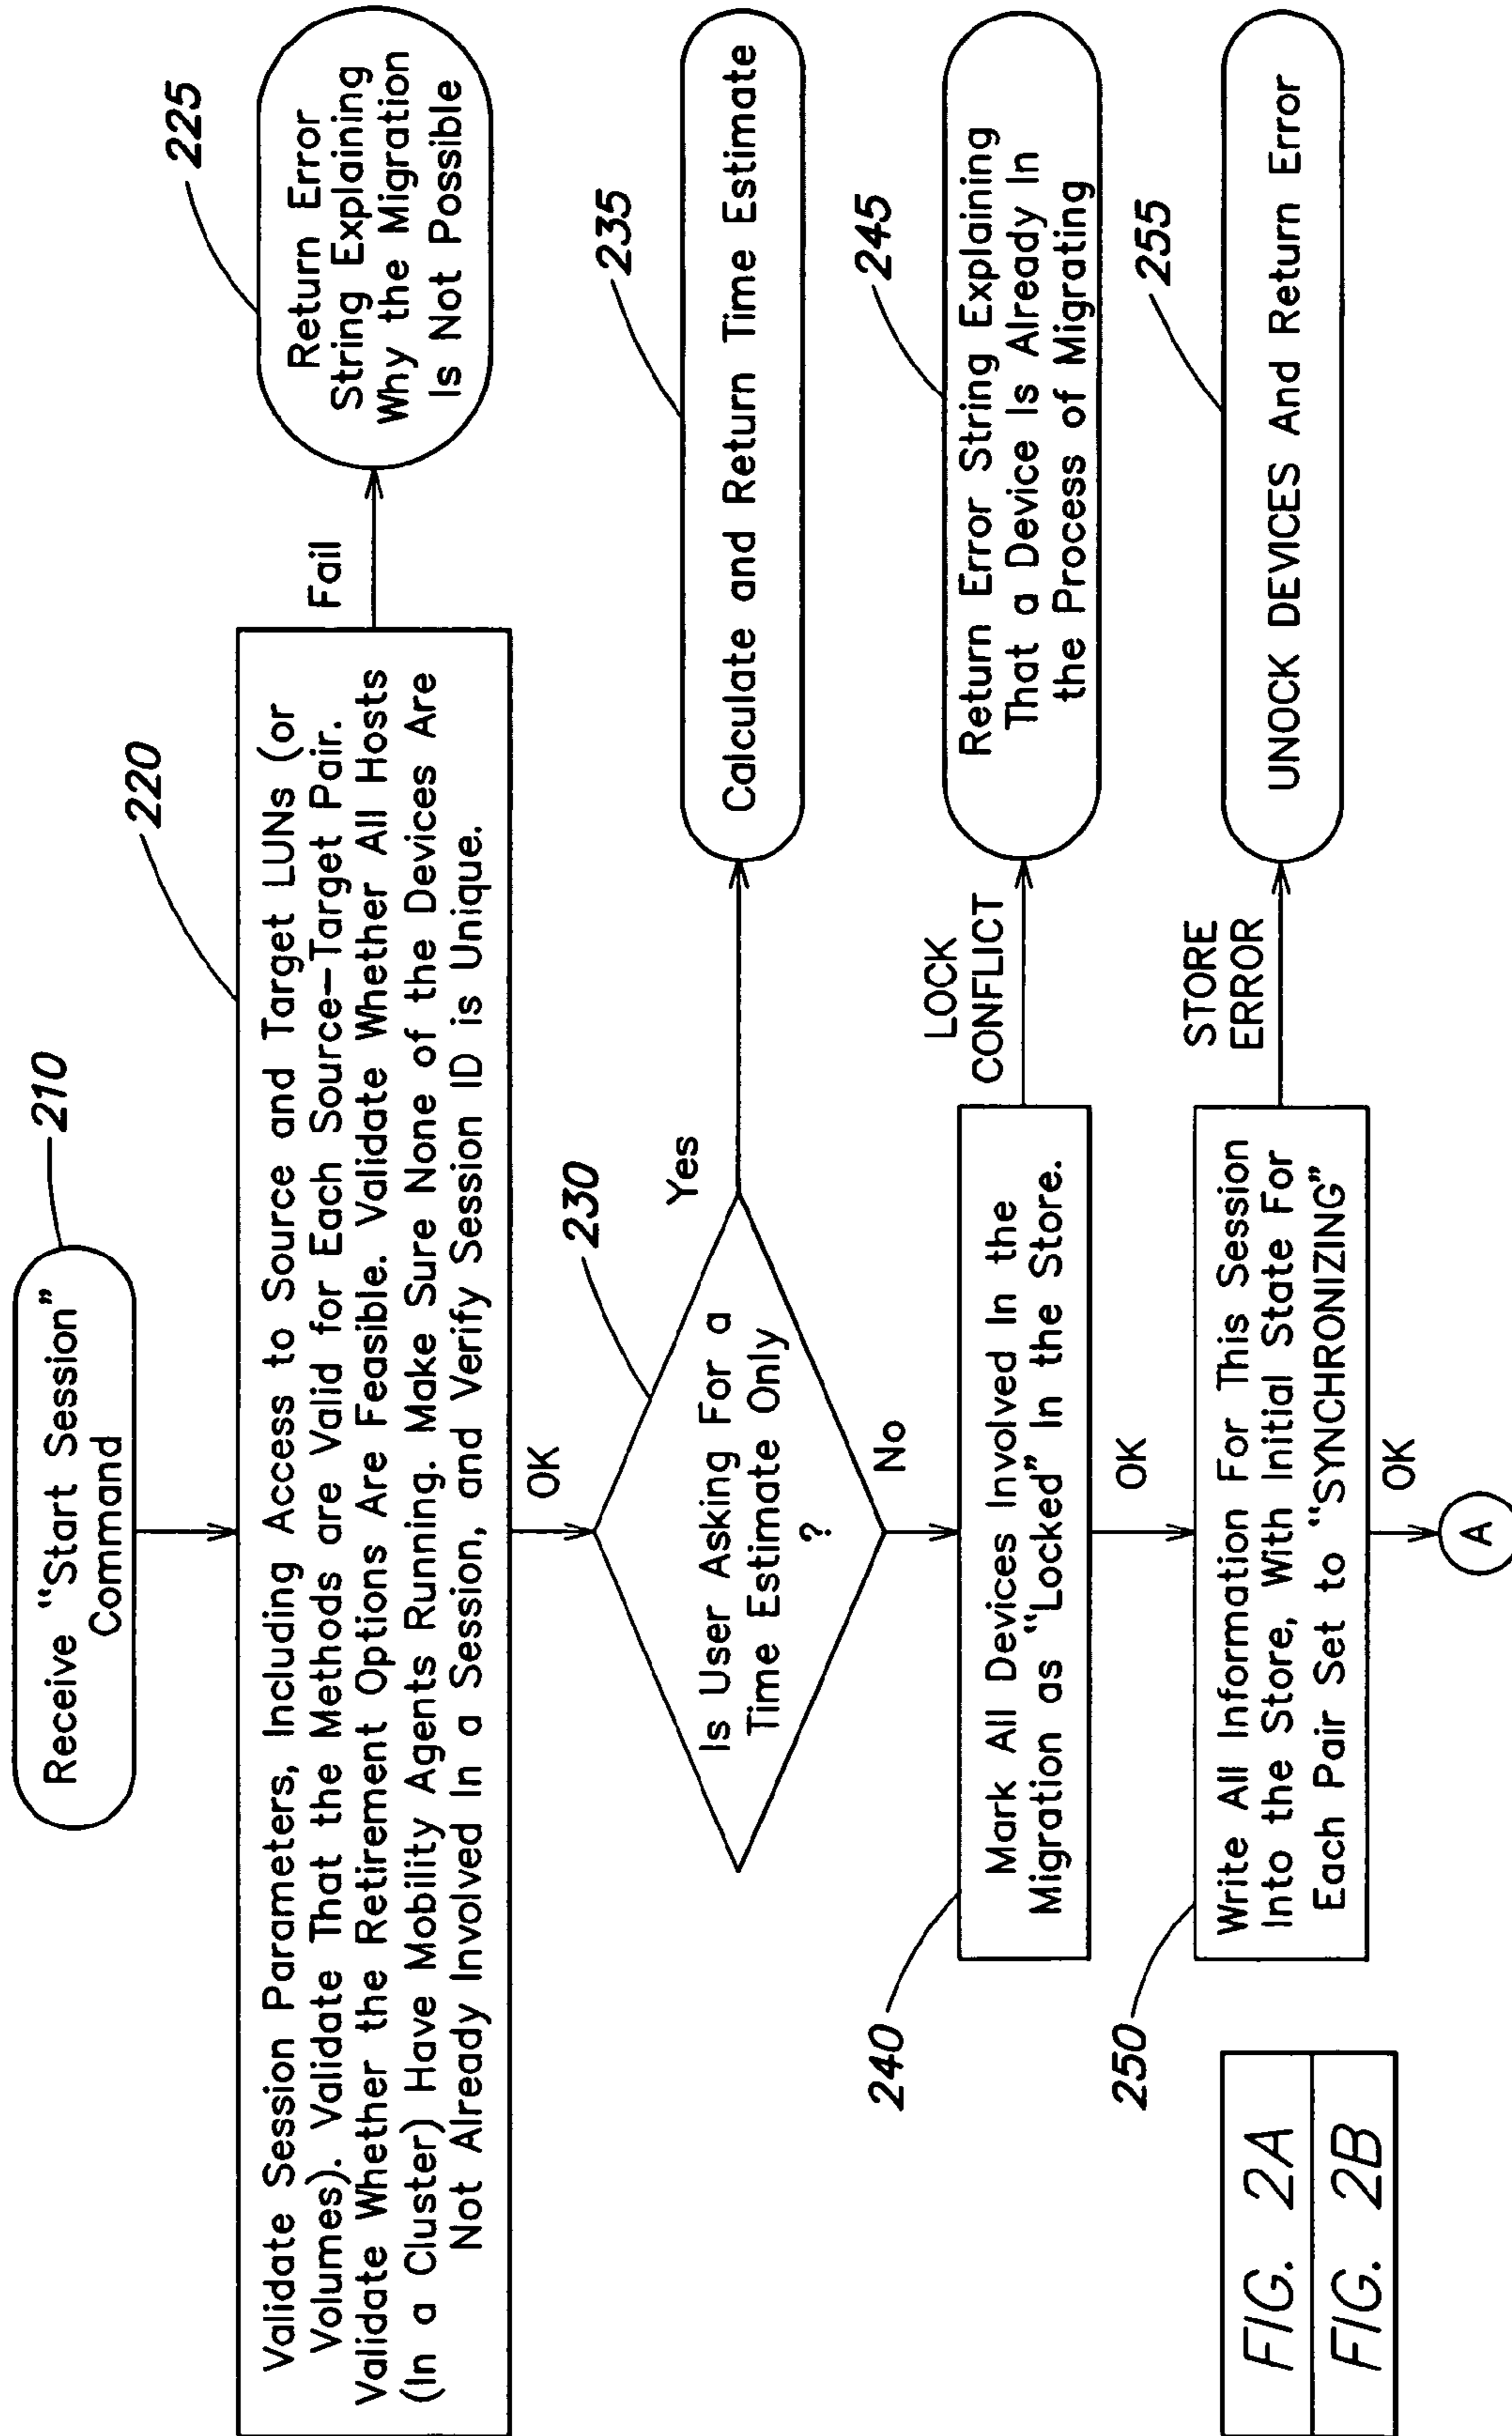 210
Receive “Start Session”
Command
220
Validate Session Parameters, Including Access to Source and Target LUNs (or
Volumes). Validate That the Methods are Valid for Each Source–Target Pair.
Validate Whether the Retirement Options Are Feasible. Validate Whether All Hosts
(In a Cluster) Have Mobility Agents Running. Make Sure None of the Devices Are
Not Already Involved In a Session, and Verify Session ID is Unique.
Fail
225
Return Error
String Explaining
Why the Migration
Is Not Possible
OK
230
Is User Asking For a
Time Estimate Only
?
Yes
235
Calculate and Return Time Estimate
No
240
Mark All Devices Involved In the
Migration as “Locked” In the Store.
LOCK
CONFLICT
245
Return Error String Explaining
That a Device Is Already In
the Process of Migrating
OK
250
Write All Information For This Session
Into the Store, With Initial State For
Each Pair Set to “SYNCHRONIZING”
STORE
ERROR
255
UNOCK DEVICES And Return Error
OK
A
FIG. 2A
FIG. 2B